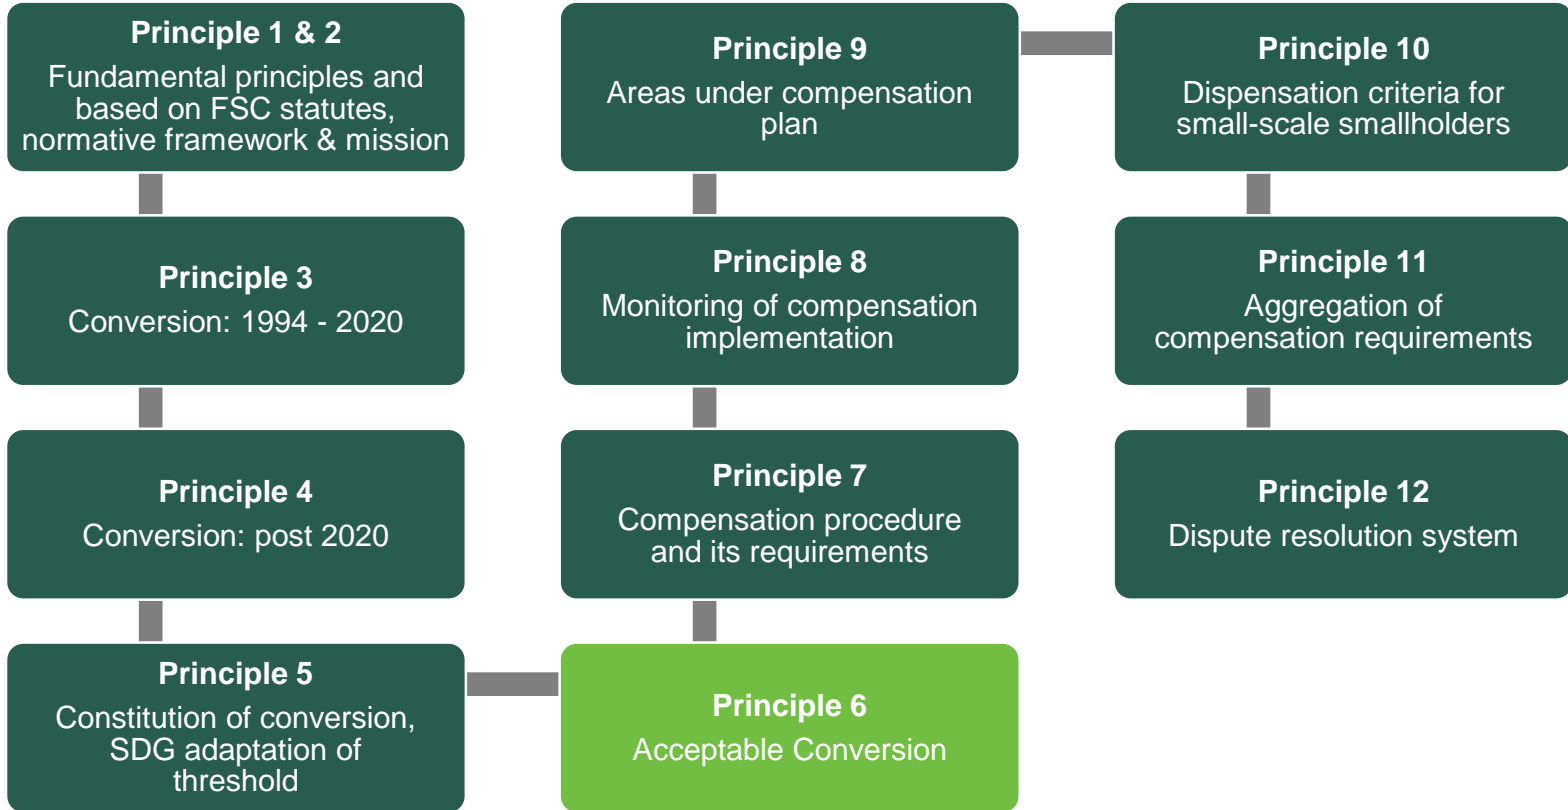 Principle 1 & 2
Fundamental principles and
based on FSC statutes,
normative framework & mission
Principle 3
Conversion: 1994 - 2020
Principle 4
Conversion: post 2020
Principle 5
Constitution of conversion,
SDG adaptation of
threshold
Principle 6
Acceptable Conversion
Principle 7
Compensation procedure
and its requirements
Principle 8
Monitoring of compensation
implementation
Principle 9
Areas under compensation
plan
Principle 10
Dispensation criteria for
small-scale smallholders
Principle 11
Aggregation of
compensation requirements
Principle 12
Dispute resolution system